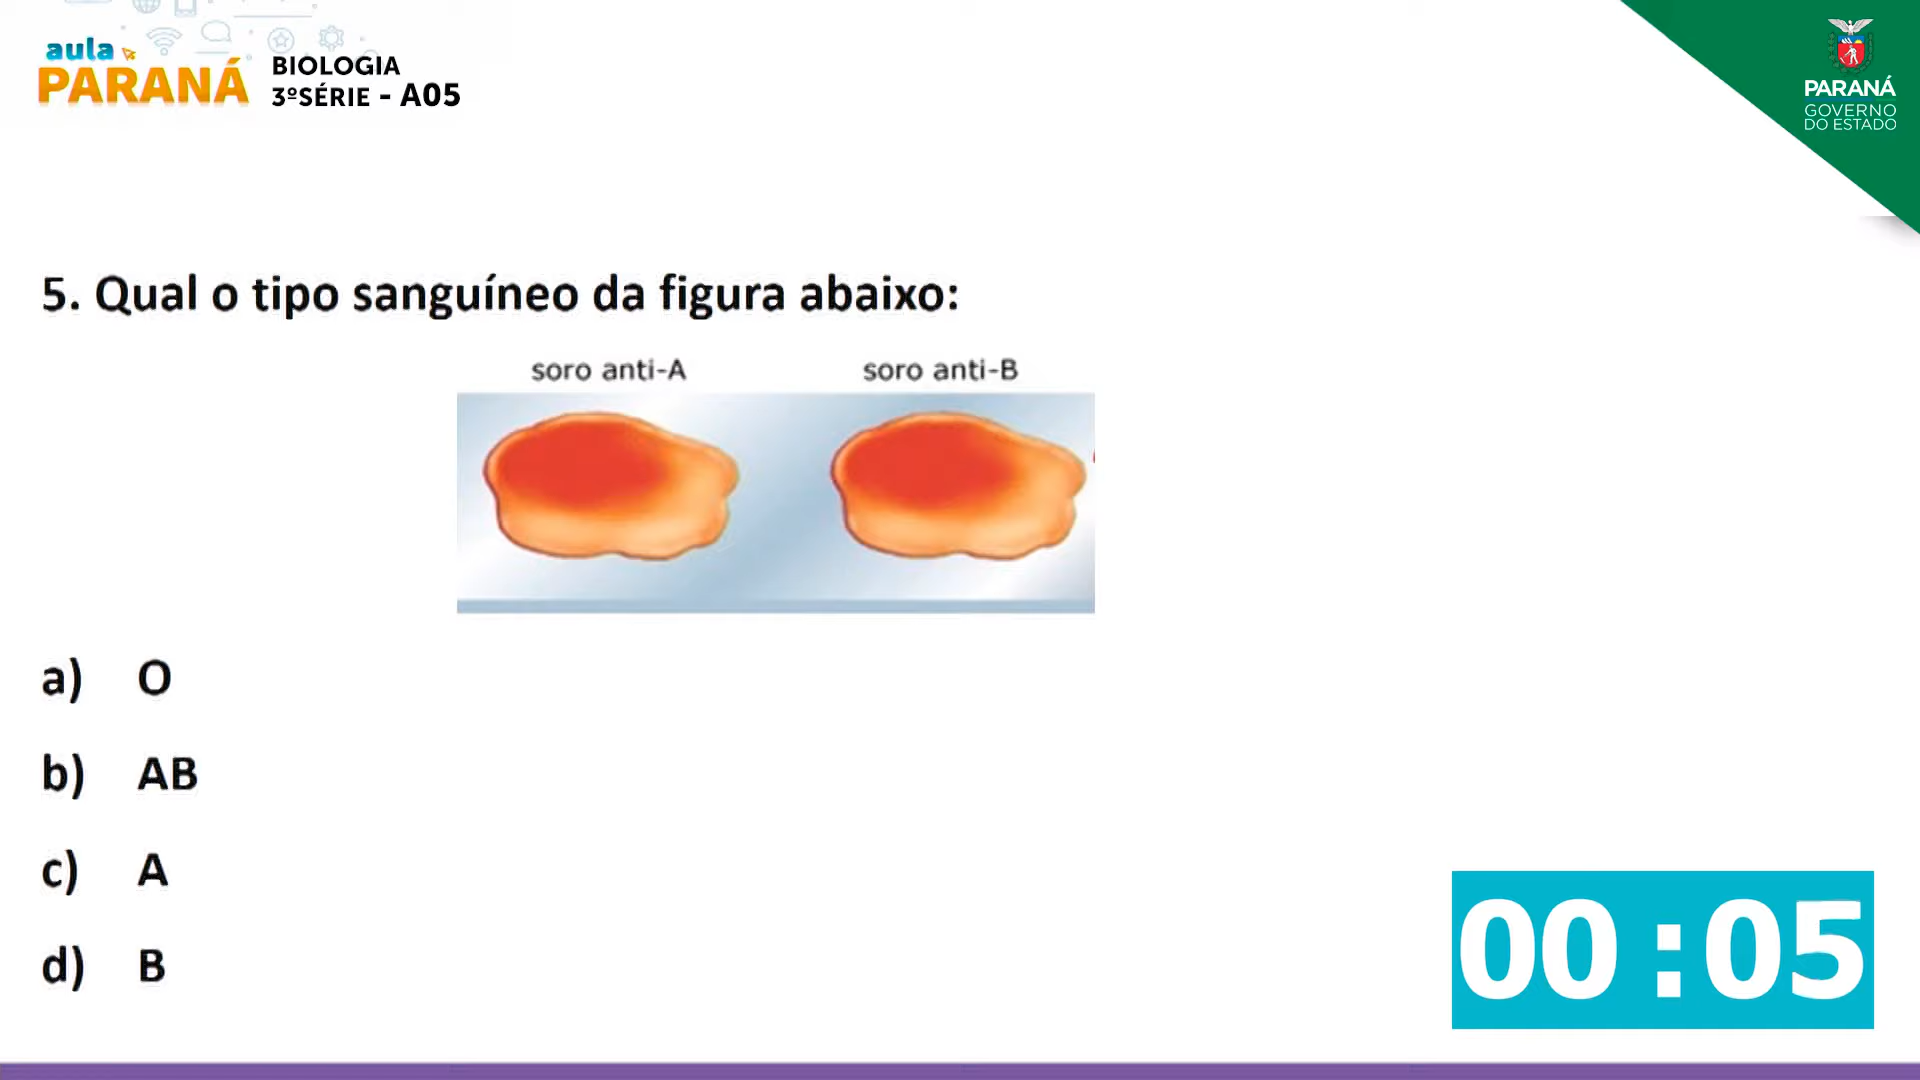 aula
PARANÁ
BIOLOGIA
3ªSÉRIE - A05
PARANÁ
GOVERNO
DO ESTADO
5. Qual o tipo sanguíneo da figura abaixo:
soro anti-A soro anti-B
a) O
b) AB
c) A
d) B
00:05